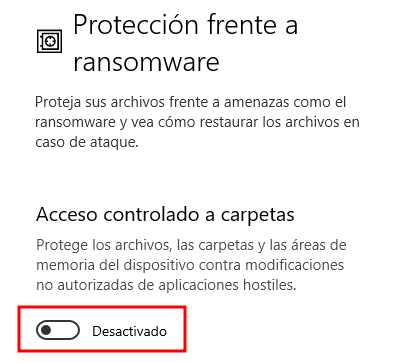 Protección frente a
ransomware
Proteja sus archivos frente a amenazas como el
ransomware y vea cómo restaurar los archivos en
caso de ataque.
Acceso controlado a carpetas
Protege los archivos, las carpetas y las áreas de
memoria del dispositivo contra modificaciones
no autorizadas de aplicaciones hostiles.
Desactivado